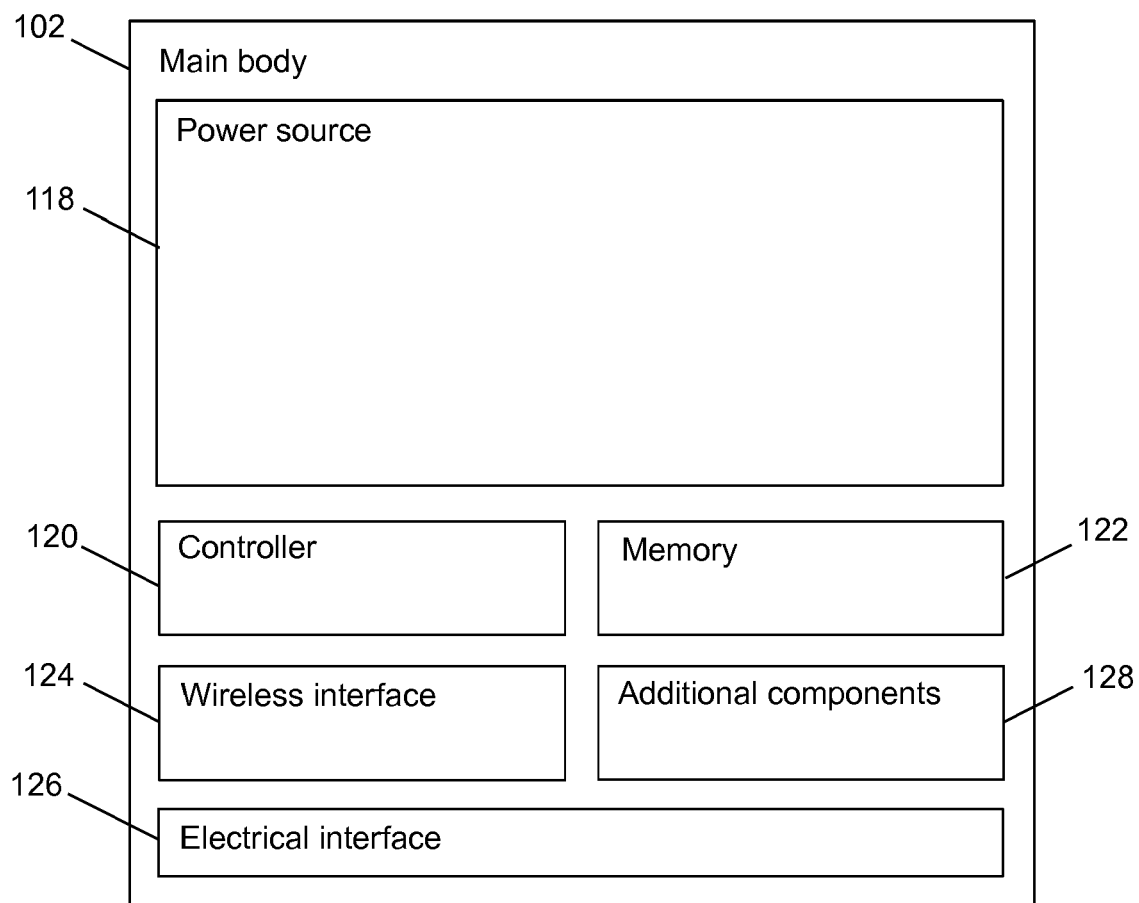 102
Main body
Power source
118
120
Controller
Memory
122
124
Wireless interface
Additional components
128
126
Electrical interface